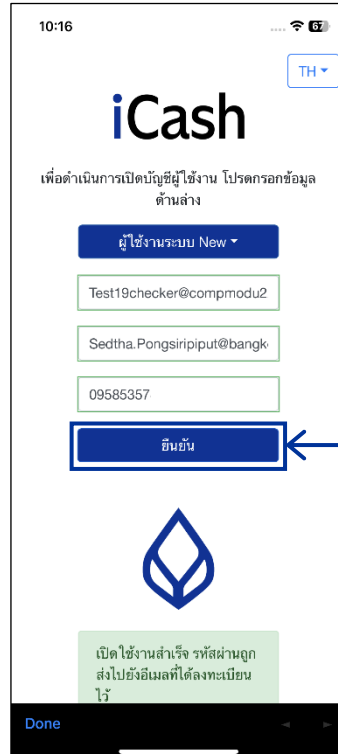 10:16
67
TH
iCash
เพื่อดำเนินการเปิดบัญชีผู้ใช้งาน โปรดกรอกข้อมูล
ด้านล่าง
ผู้ใช้งานระบบ New
Test19checker@compmodu2
Sedtha.Pongsiripiput@bangk
09585357
ยืนยัน
เปิดใช้งานสำเร็จ รหัสผ่านถูก
ส่งไปยังอีเมลที่ได้ลงทะเบียน
ไว้
Done